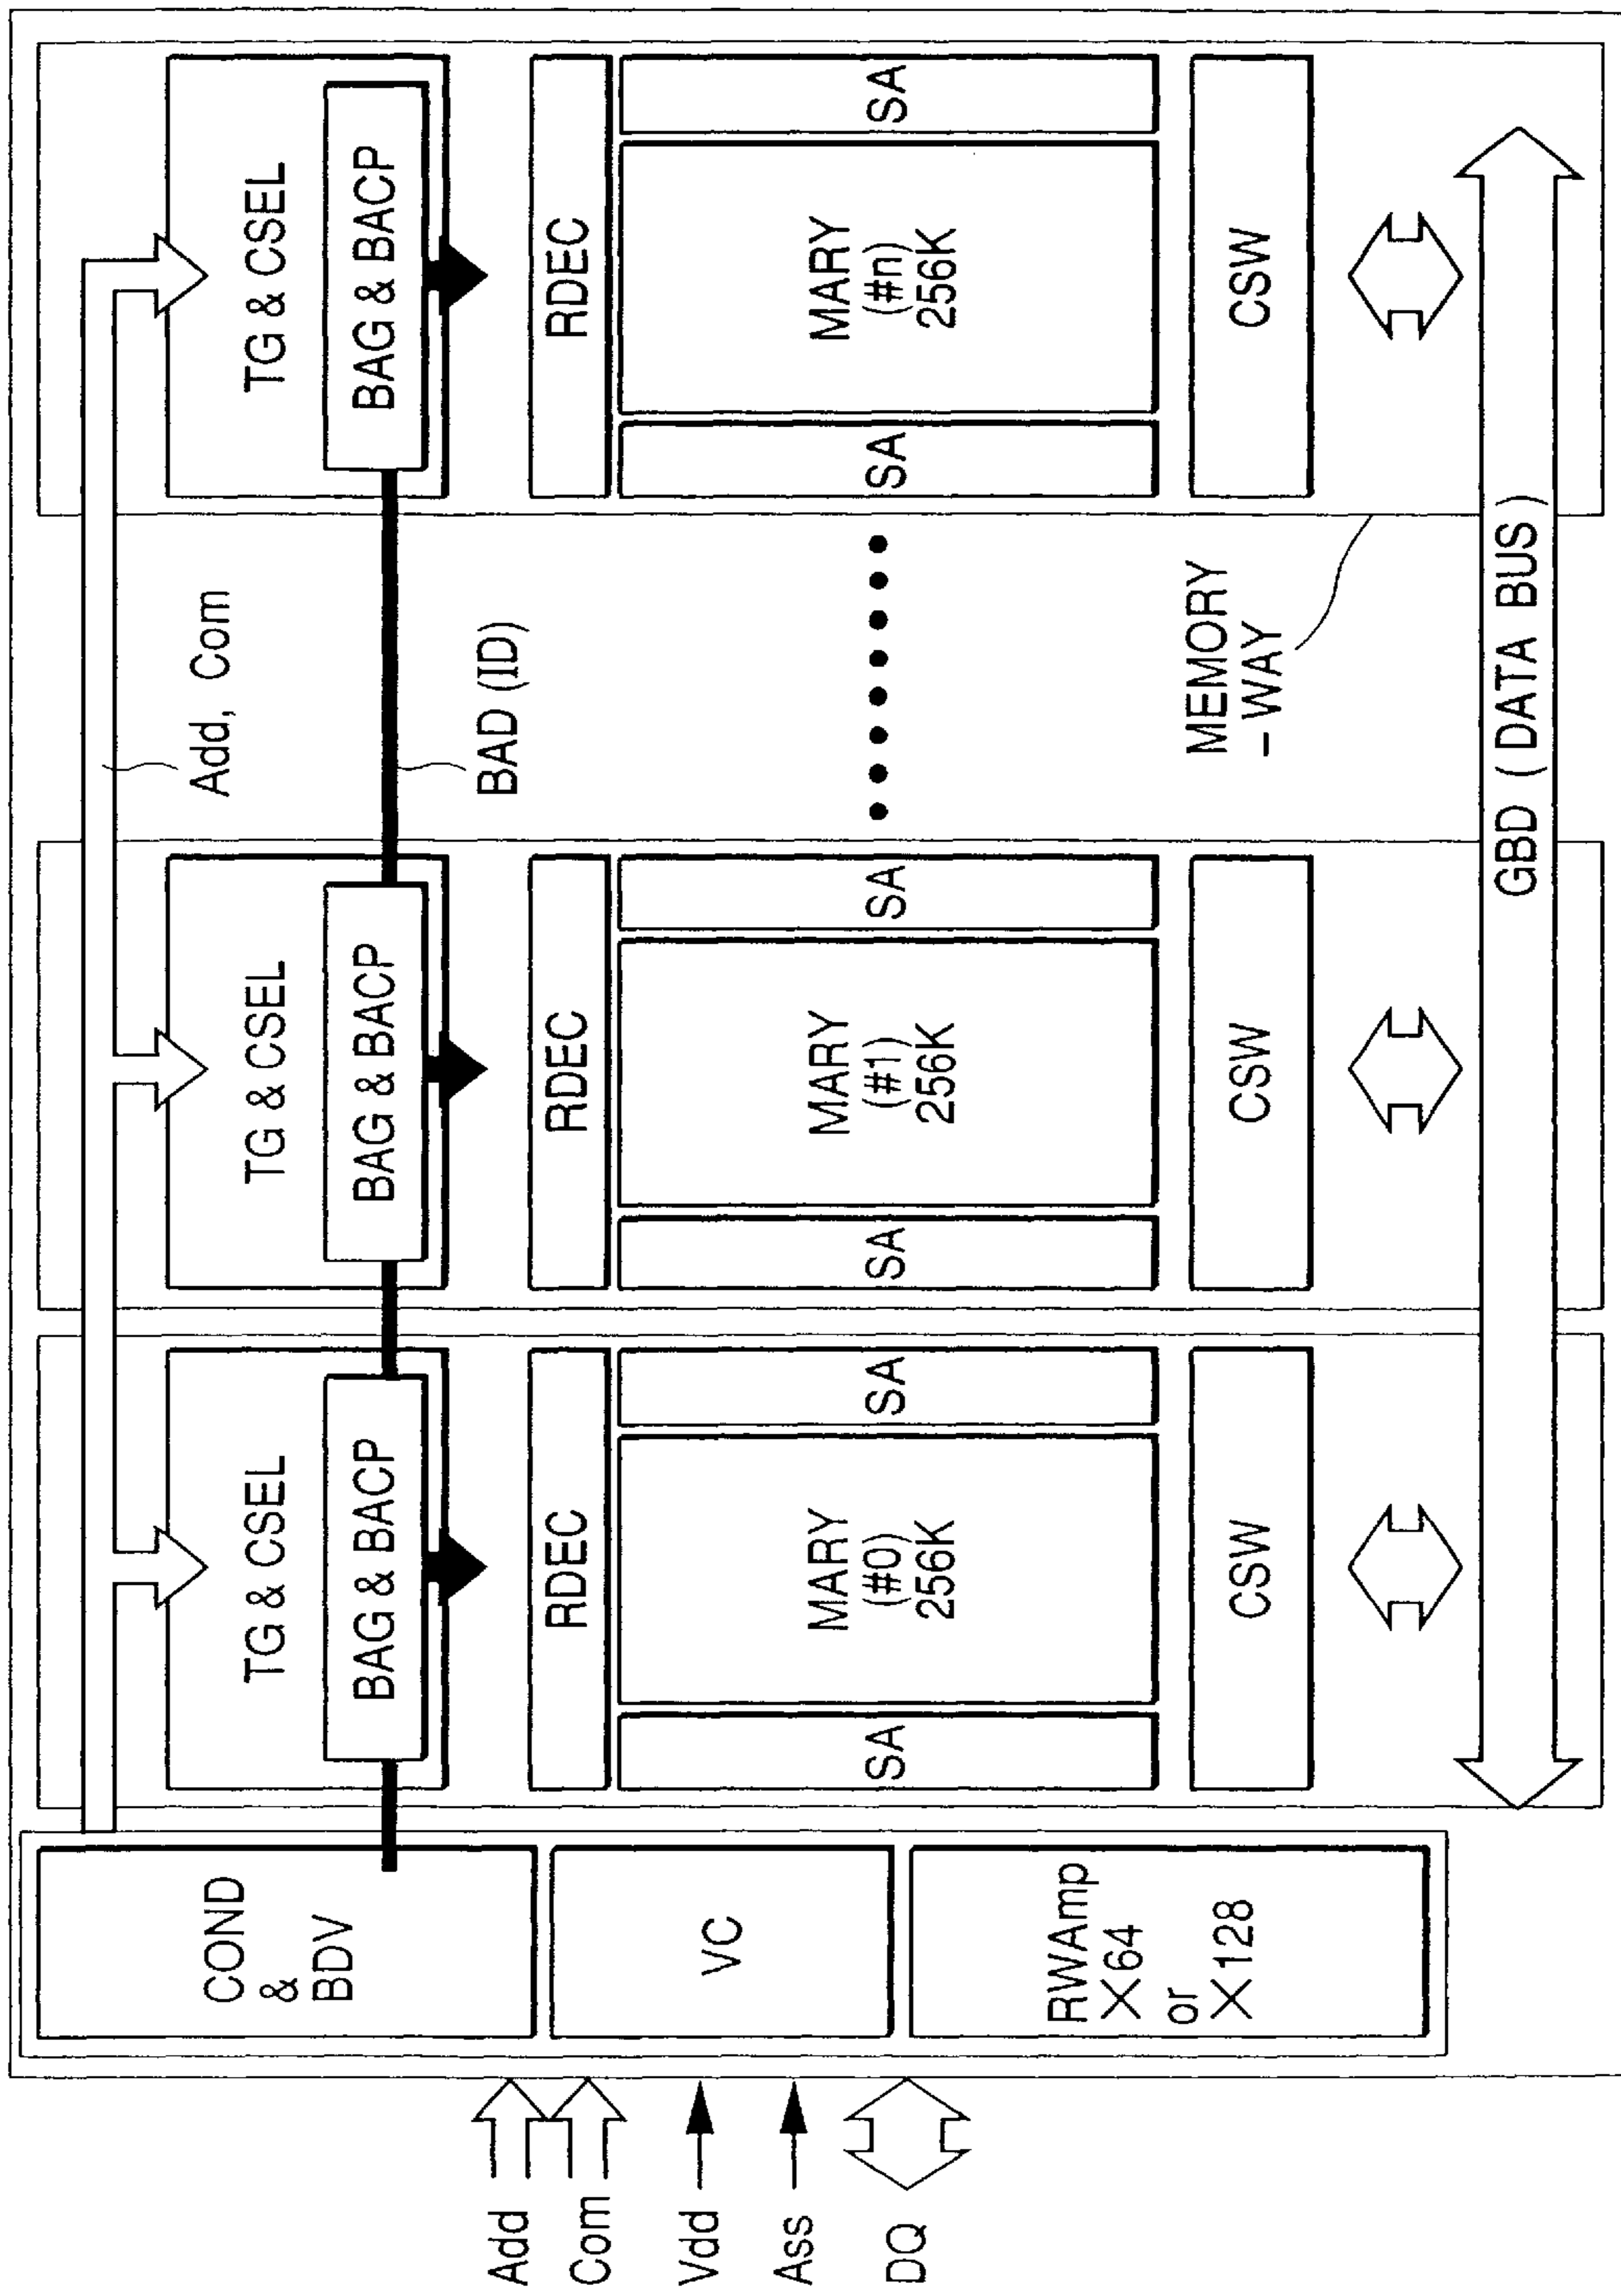 Add
Com
Vdd
Ass
DQ
COND
&
BDV
VC
RWAmp
×64
or
×128
TG & CSEL
BAG & BACP
RDEC
SA
MARY
(#0)
256K
SA
CSW
TG & CSEL
BAG & BACP
RDEC
SA
MARY
(#1)
256K
SA
CSW
Add, Com
BAD (ID)
MEMORY
-WAY
TG & CSEL
BAG & BACP
RDEC
SA
MARY
(#n)
256K
SA
CSW
GBD ( DATA BUS )